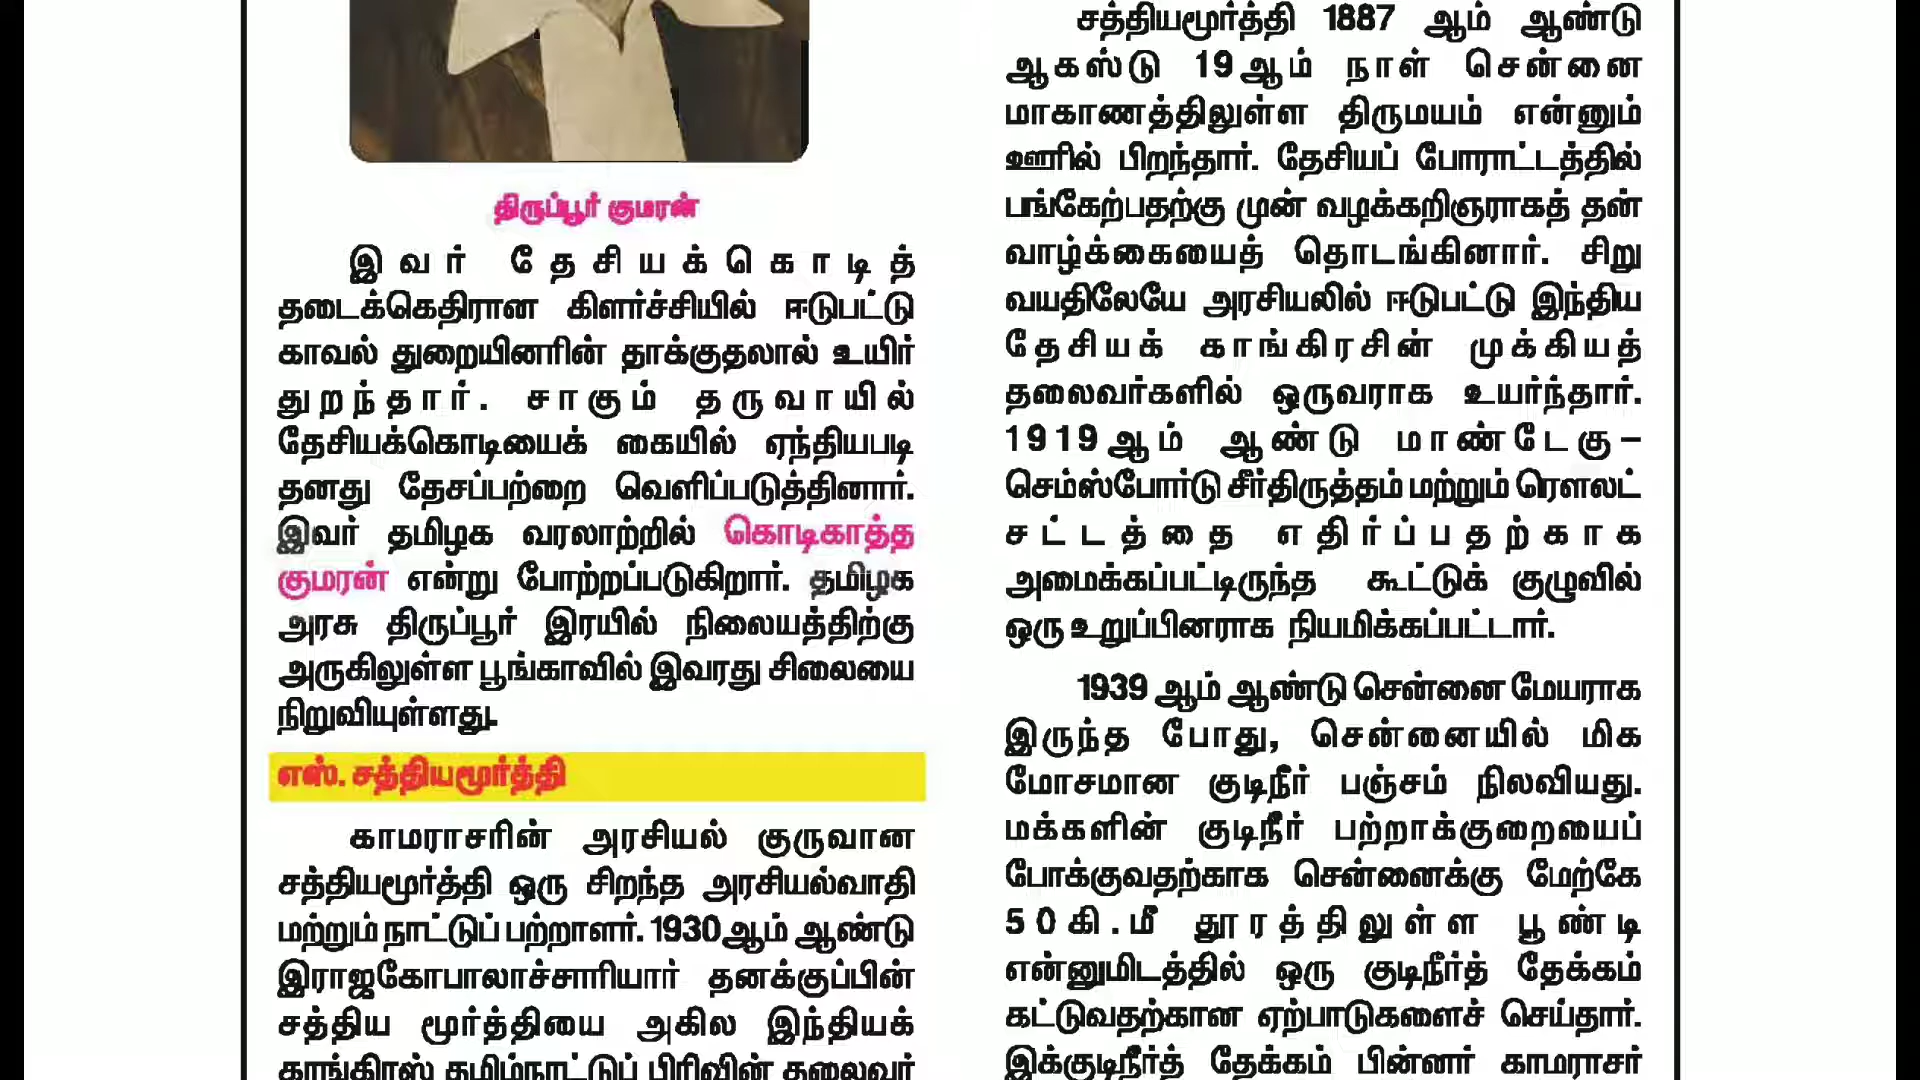 திருப்பூர் குமரன்
இவர் தேசியக்கொடித்
தடைக்கெதிரான கிளர்ச்சியில் ஈடுபட்டு
காவல் துறையினரின் தாக்குதலால் உயிர்
துறந்தார். சாகும் தருவாயில்
தேசியக்கொடியைக் கையில் ஏந்தியபடி
தனது தேசப்பற்றை வெளிப்படுத்தினார்.
இவர் தமிழக வரலாற்றில் கொடிகாத்த
குமரன் என்று போற்றப்படுகிறார். தமிழக
அரசு திருப்பூர் இரயில் நிலையத்திற்கு
அருகிலுள்ள பூங்காவில் இவரது சிலையை
நிறுவியுள்ளது.
எஸ். சத்தியமூர்த்தி
காமராசரின் அரசியல் குருவான
சத்தியமூர்த்தி ஒரு சிறந்த அரசியல்வாதி
மற்றும் நாட்டுப் பற்றாளர். 1930ஆம் ஆண்டு
இராஜகோபாலாச்சாரியார் தனக்குப்பின்
சத்திய மூர்த்தியை அகில இந்தியக்
காங்கிரஸ் தமிழ்நாட்டுப் பிரிவின் தலைவர்
சத்தியமூர்த்தி 1887 ஆம் ஆண்டு
ஆகஸ்டு 19ஆம் நாள் சென்னை
மாகாணத்திலுள்ள திருமயம் என்னும்
ஊரில் பிறந்தார். தேசியப் போராட்டத்தில்
பங்கேற்பதற்கு முன் வழக்கறிஞராகத் தன்
வாழ்க்கையைத் தொடங்கினார். சிறு
வயதிலேயே அரசியலில் ஈடுபட்டு இந்திய
தேசியக் காங்கிரசின் முக்கியத்
தலைவர்களில் ஒருவராக உயர்ந்தார்.
1919ஆம் ஆண்டு மாண்டேகு–
செம்ஸ்போர்டு சீர்திருத்தம் மற்றும் ரௌலட்
சட்டத்தை எதிர்ப்பதற்காக
அமைக்கப்பட்டிருந்த கூட்டுக் குழுவில்
ஒரு உறுப்பினராக நியமிக்கப்பட்டார்.
1939 ஆம் ஆண்டு சென்னை மேயராக
இருந்த போது, சென்னையில் மிக
மோசமான குடிநீர் பஞ்சம் நிலவியது.
மக்களின் குடிநீர் பற்றாக்குறையைப்
போக்குவதற்காக சென்னைக்கு மேற்கே
50கி.மீ தூரத்திலுள்ள பூண்டி
என்னுமிடத்தில் ஒரு குடிநீர்த் தேக்கம்
கட்டுவதற்கான ஏற்பாடுகளைச் செய்தார்.
இக்குடிநீர்த் தேக்கம் பின்னர் காமராசர்